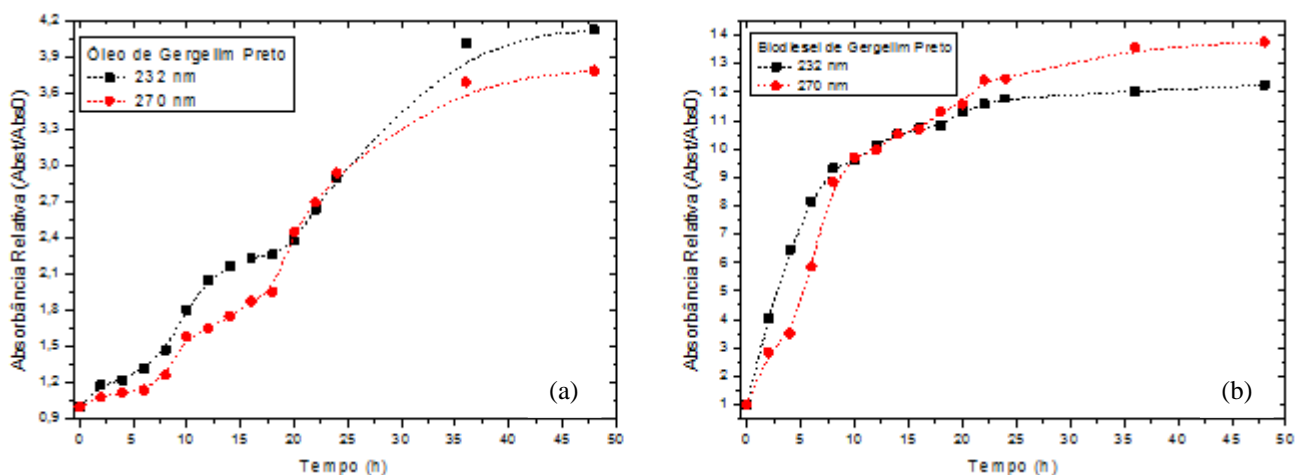 Óleo de Gergelim Preto
232 nm
270 nm
Absorbância Relativa (Abst/Abs0)
4,2
3,9
3,6
3,3
3,0
2,7
2,4
2,1
1,8
1,5
1,2
0,9
0 5 10 15 20 25 30 35 40 45 50
Tempo (h)
(a)
Biodiesel de Gergelim Preto
232 nm
270 nm
Absorbância Relativa (Abst/Abs0)
14
13
12
11
10
9
8
7
6
5
4
3
2
1
0 5 10 15 20 25 30 35 40 45 50
Tempo (h)
(b)